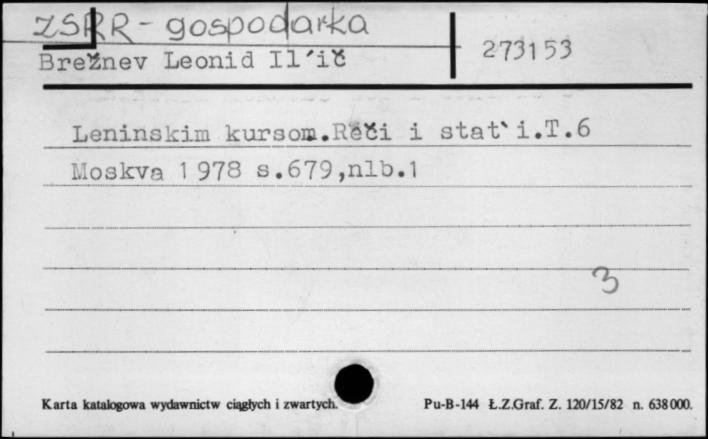 ZSRR - gospodarka
Brežnev Leonid Il´ič
273153
Leninskim kursom.Reči i stat`i.T.6
Moskva 1978 s.679,nlb.1
3
Karta katalogowa wydawnictw ciągłych i zwartych.
Pu-B-144 Ł.Z.Graf. Z. 120/15/82 n. 638000.